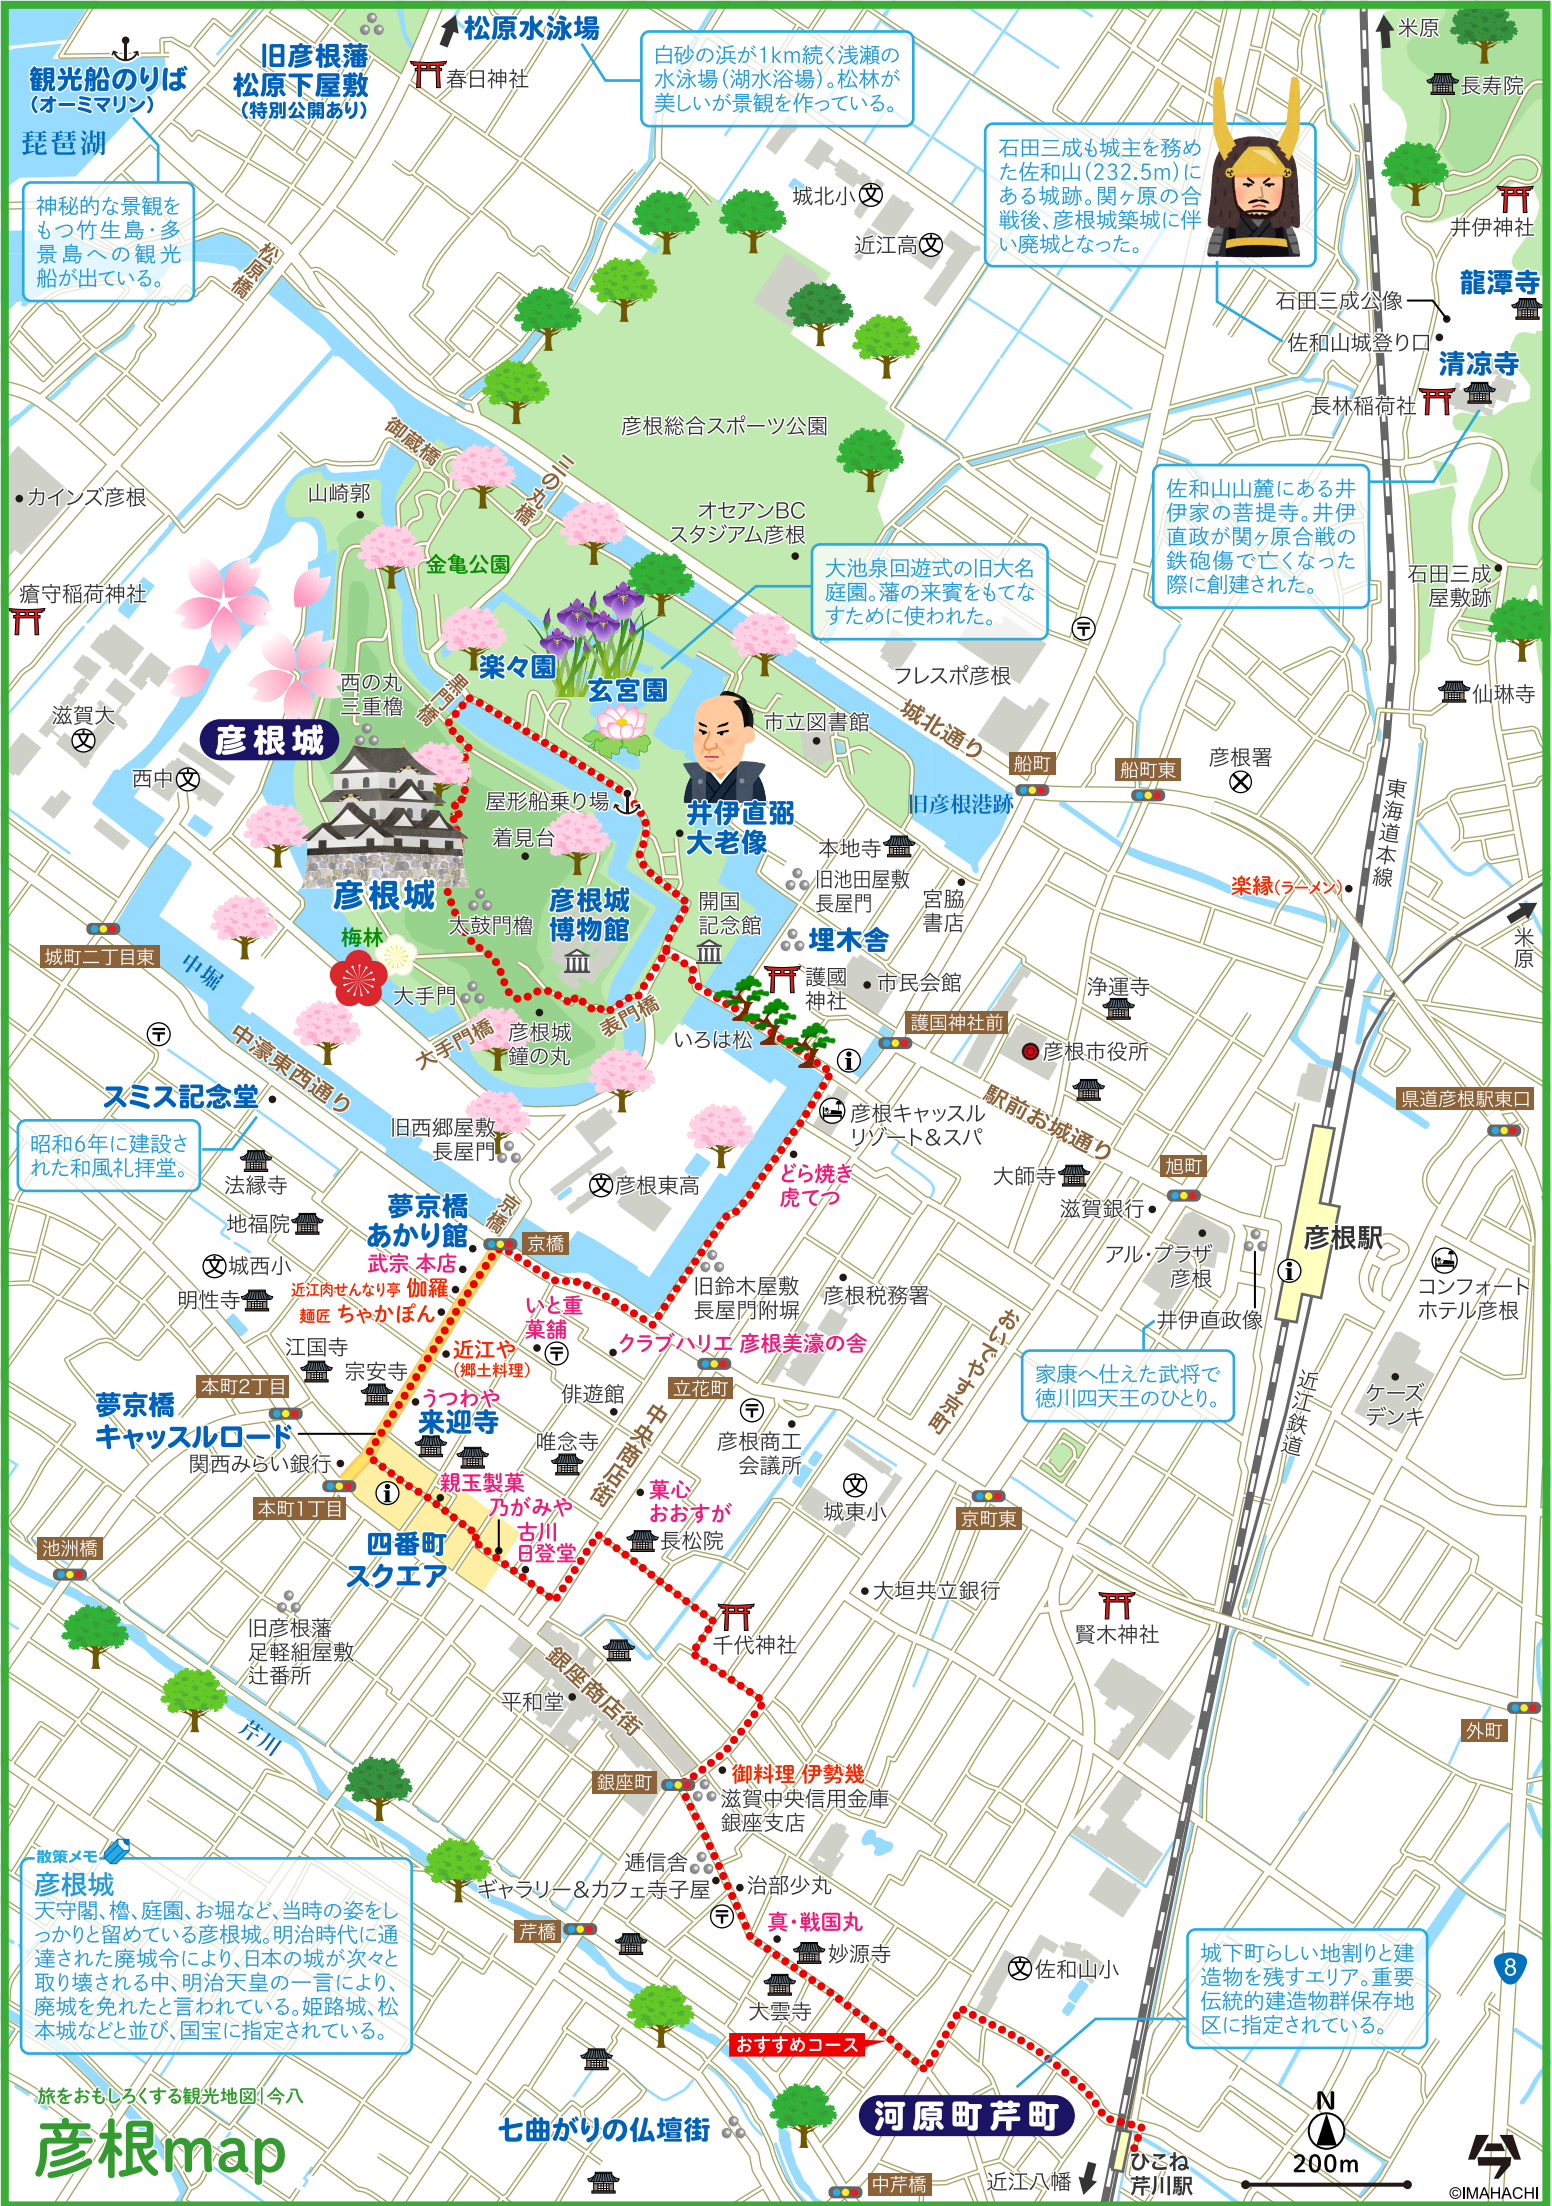 松原水泳場
白砂の浜が1km続く浅瀬の
水泳場(湖水浴場)。松林が
美しいが景観を作っている。
観光船のりば
(オーミマリン)
琵琶湖
神秘的な景観を
もつ竹生島・多
景島への観光
船が出ている。
旧彦根藩
松原下屋敷
(特別公開あり)
春日神社
米原
長寿院
石田三成も城主を務め
た佐和山(232.5m)に
ある城跡。関ヶ原の合
戦後、彦根城築城に伴
い廃城となった。
城北小
文
近江高
文
井伊神社
松原橋
龍潭寺
石田三成公像
佐和山城登り口
清凉寺
長林稲荷社
彦根総合スポーツ公園
御蔵橋
三の丸橋
佐和山山麓にある井
伊家の菩提寺。井伊
直政が関ヶ原合戦の
鉄砲傷で亡くなった
際に創建された。
カインズ彦根
山崎郭
オセアンBC
スタジアム彦根
金亀公園
大池泉回遊式の旧大名
庭園。藩の来賓をもてな
すために使われた。
石田三成
屋敷跡
瘡守稲荷神社
〒
楽々園
玄宮園
フレスポ彦根
仙琳寺
西の丸
三重櫓
黒門橋
滋賀大
文
市立図書館
城北通り
彦根城
西中
文
船町
船町東
彦根署
屋形船乗り場
井伊直弼
大老像
旧彦根港跡
東海道本線
着見台
本地寺
旧池田屋敷
長屋門
宮脇
書店
楽縁(ラーメン)
彦根城
彦根城
博物館
開国
記念館
太鼓門櫓
埋木舎
米原
城町二丁目東
梅林
中堀
大手門
護國
神社
市民会館
浄運寺
彦根城
鐘の丸
表門橋
大手門橋
いろは松
護国神社前
彦根市役所
〒
中濠東西通り
スミス記念堂
昭和6年に建設さ
れた和風礼拝堂。
彦根キャッスル
リゾート&スパ
駅前お城通り
県道彦根駅東口
旧西郷屋敷
長屋門
文
彦根東高
どら焼き
虎てつ
大師寺
旭町
滋賀銀行
法縁寺
地福院
夢京橋
あかり館
京橋
京橋
アル・プラザ
彦根
彦根駅
文
城西小
武宗 本店
近江肉せんなり亭 伽羅
麺匠 ちゃかぽん
明性寺
いと重
菓舗
〒
旧鈴木屋敷
長屋門附塀
彦根税務署
井伊直政像
コンフォート
ホテル彦根
クラブハリエ 彦根美濠の舎
おいでやす京町
江国寺
宗安寺
近江や
(郷土料理)
家康へ仕えた武将で
徳川四天王のひとり。
近江鉄道
ケーズ
デンキ
本町2丁目
うつわや
来迎寺
俳遊館
立花町
〒
夢京橋
キャッスルロード
唯念寺
中央商店街
彦根商工
会議所
関西みらい銀行
親玉製菓
乃がみや
古川
日登堂
菓心
おおすが
文
城東小
本町1丁目
京町東
池洲橋
四番町
スクエア
長松院
大垣共立銀行
旧彦根藩
足軽組屋敷
辻番所
千代神社
賢木神社
芹川
平和堂
銀座商店街
外町
銀座町
御料理 伊勢幾
滋賀中央信用金庫
銀座支店
散策メモ
彦根城
天守閣、櫓、庭園、お堀など、当時の姿をし
っかりと留めている彦根城。明治時代に通
達された廃城令により、日本の城が次々と
取り壊される中、明治天皇の一言により、
廃城を免れたと言われている。姫路城、松
本城などと並び、国宝に指定されている。
逓信舎
ギャラリー&カフェ寺子屋
治部少丸
〒
芹橋
真・戦国丸
妙源寺
大雲寺
文
佐和山小
城下町らしい地割りと建
造物を残すエリア。重要
伝統的建造物群保存地
区に指定されている。
8
おすすめコース
旅をおもしろくする観光地図|今八
彦根map
七曲がりの仏壇街
河原町芹町
中芹橋
近江八幡
ひこね
芹川駅
N
200m
©IMAHACHI